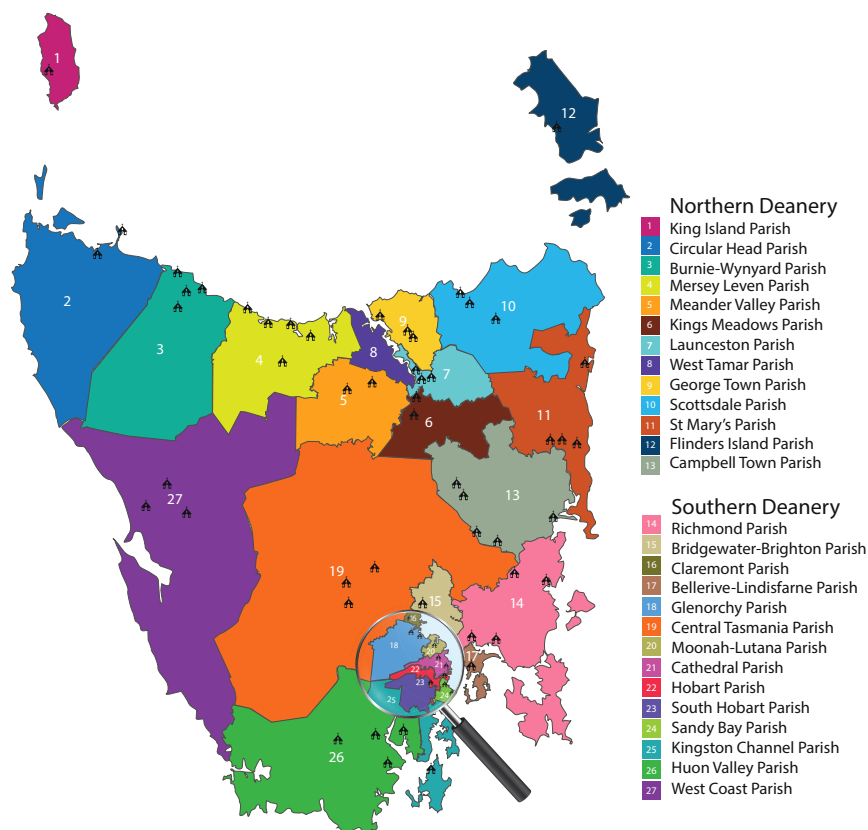 1
12
2
10
9
3
8
4
7
5
6
11
27
13
19
15
14
16
18
20
21
17
22
23
24
25
26
Northern Deanery
1 King Island Parish
2 Circular Head Parish
3 Burnie-Wynyard Parish
4 Mersey Leven Parish
5 Meander Valley Parish
6 Kings Meadows Parish
7 Launceston Parish
8 West Tamar Parish
9 George Town Parish
10 Scottsdale Parish
11 St Mary's Parish
12 Flinders Island Parish
13 Campbell Town Parish
Southern Deanery
14 Richmond Parish
15 Bridgewater-Brighton Parish
16 Claremont Parish
17 Bellerive-Lindisfarne Parish
18 Glenorchy Parish
19 Central Tasmania Parish
20 Moonah-Lutana Parish
21 Cathedral Parish
22 Hobart Parish
23 South Hobart Parish
24 Sandy Bay Parish
25 Kingston Channel Parish
26 Huon Valley Parish
27 West Coast Parish